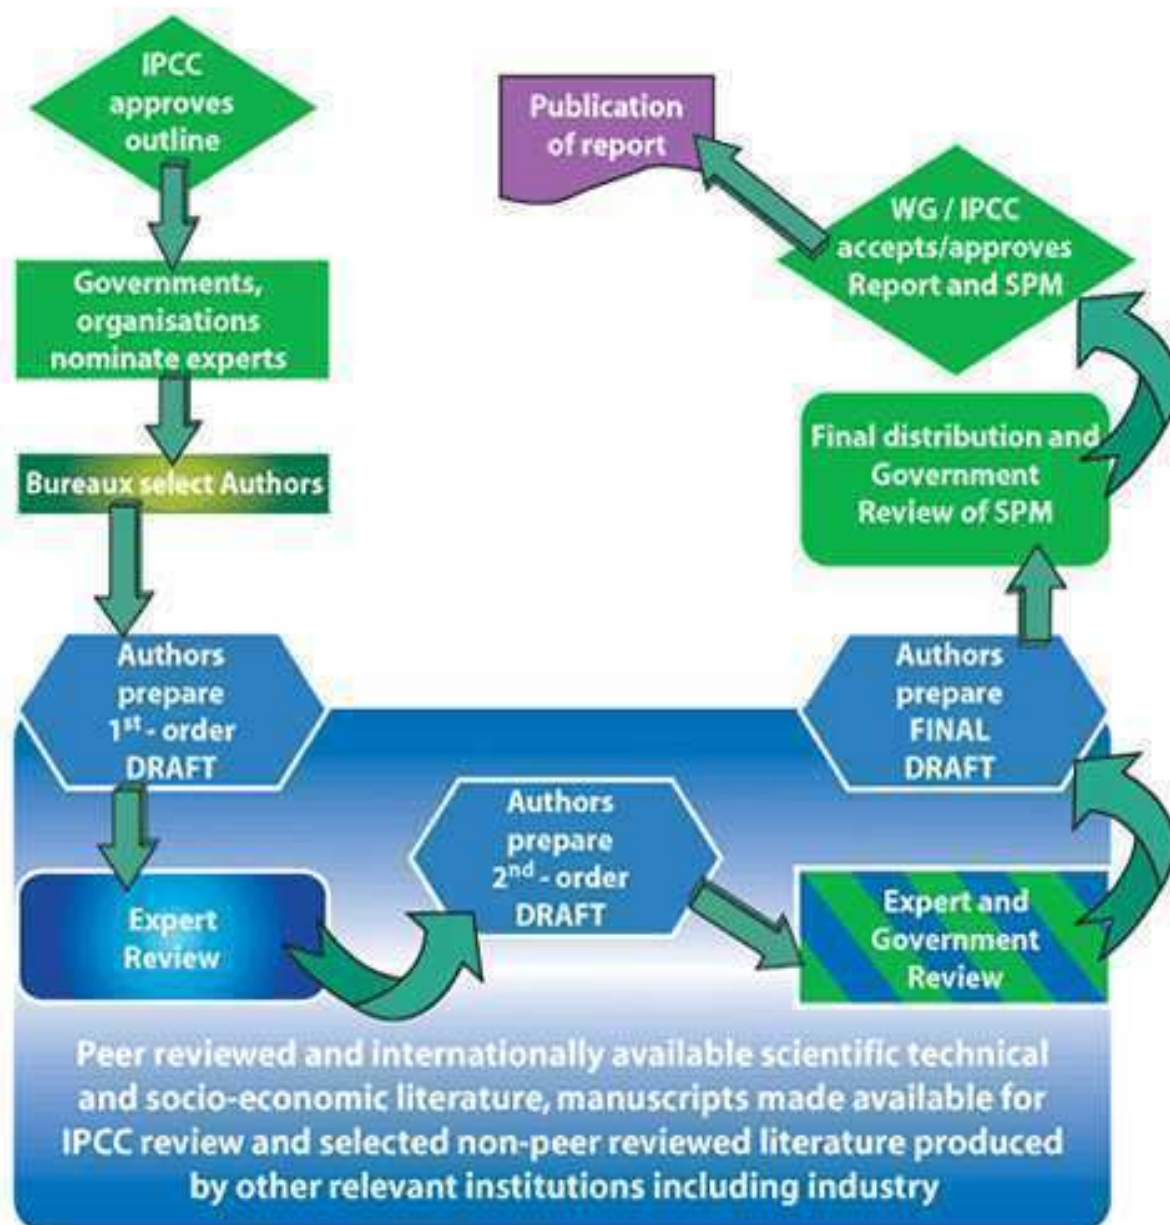 IPCC
approves
outline
Governments,
organisations
nominate experts
Bureaux select Authors
Authors
prepare
1st - order
DRAFT
Expert
Review
Authors
prepare
2nd - order
DRAFT
Expert and
Government
Review
Authors
prepare
FINAL
DRAFT
Final distribution and
Government
Review of SPM
WG / IPCC
accepts/approves
Report and SPM
Publication
of report
Peer reviewed and internationally available scientific technical
and socio-economic literature, manuscripts made available for
IPCC review and selected non-peer reviewed literature produced
by other relevant institutions including industry